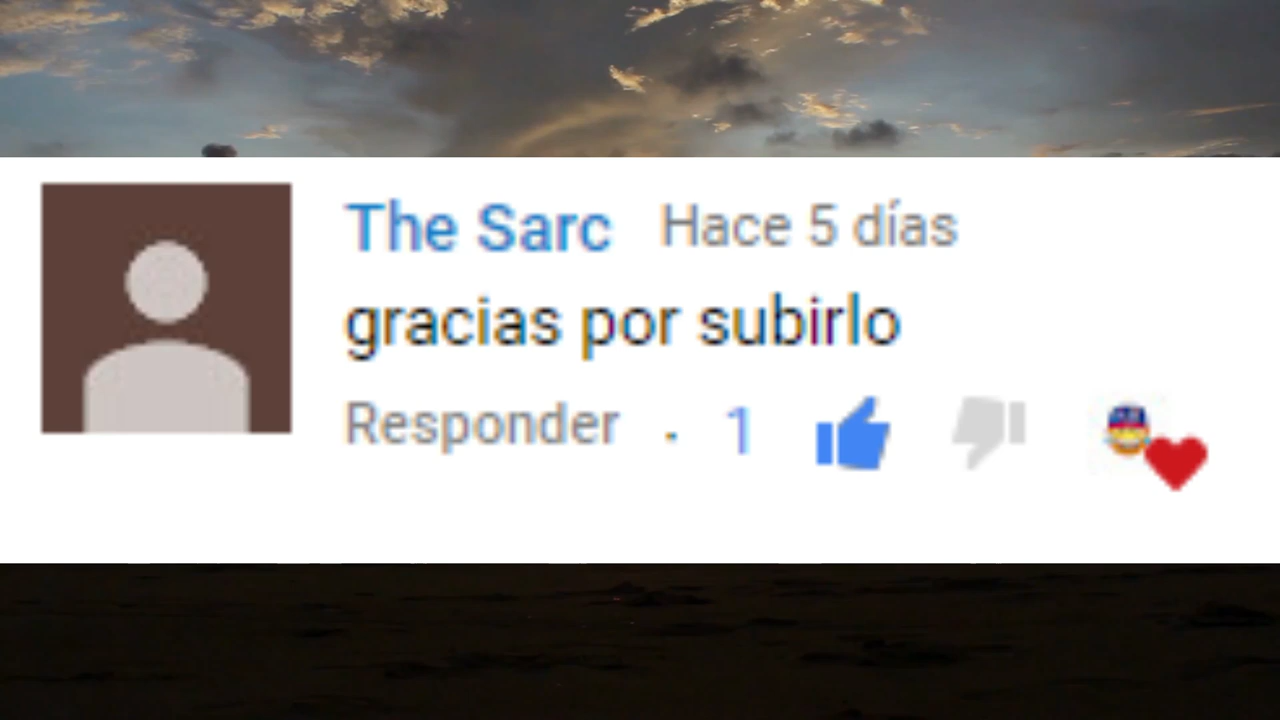 The Sarc Hace 5 días
gracias por subirlo
Responder · 1